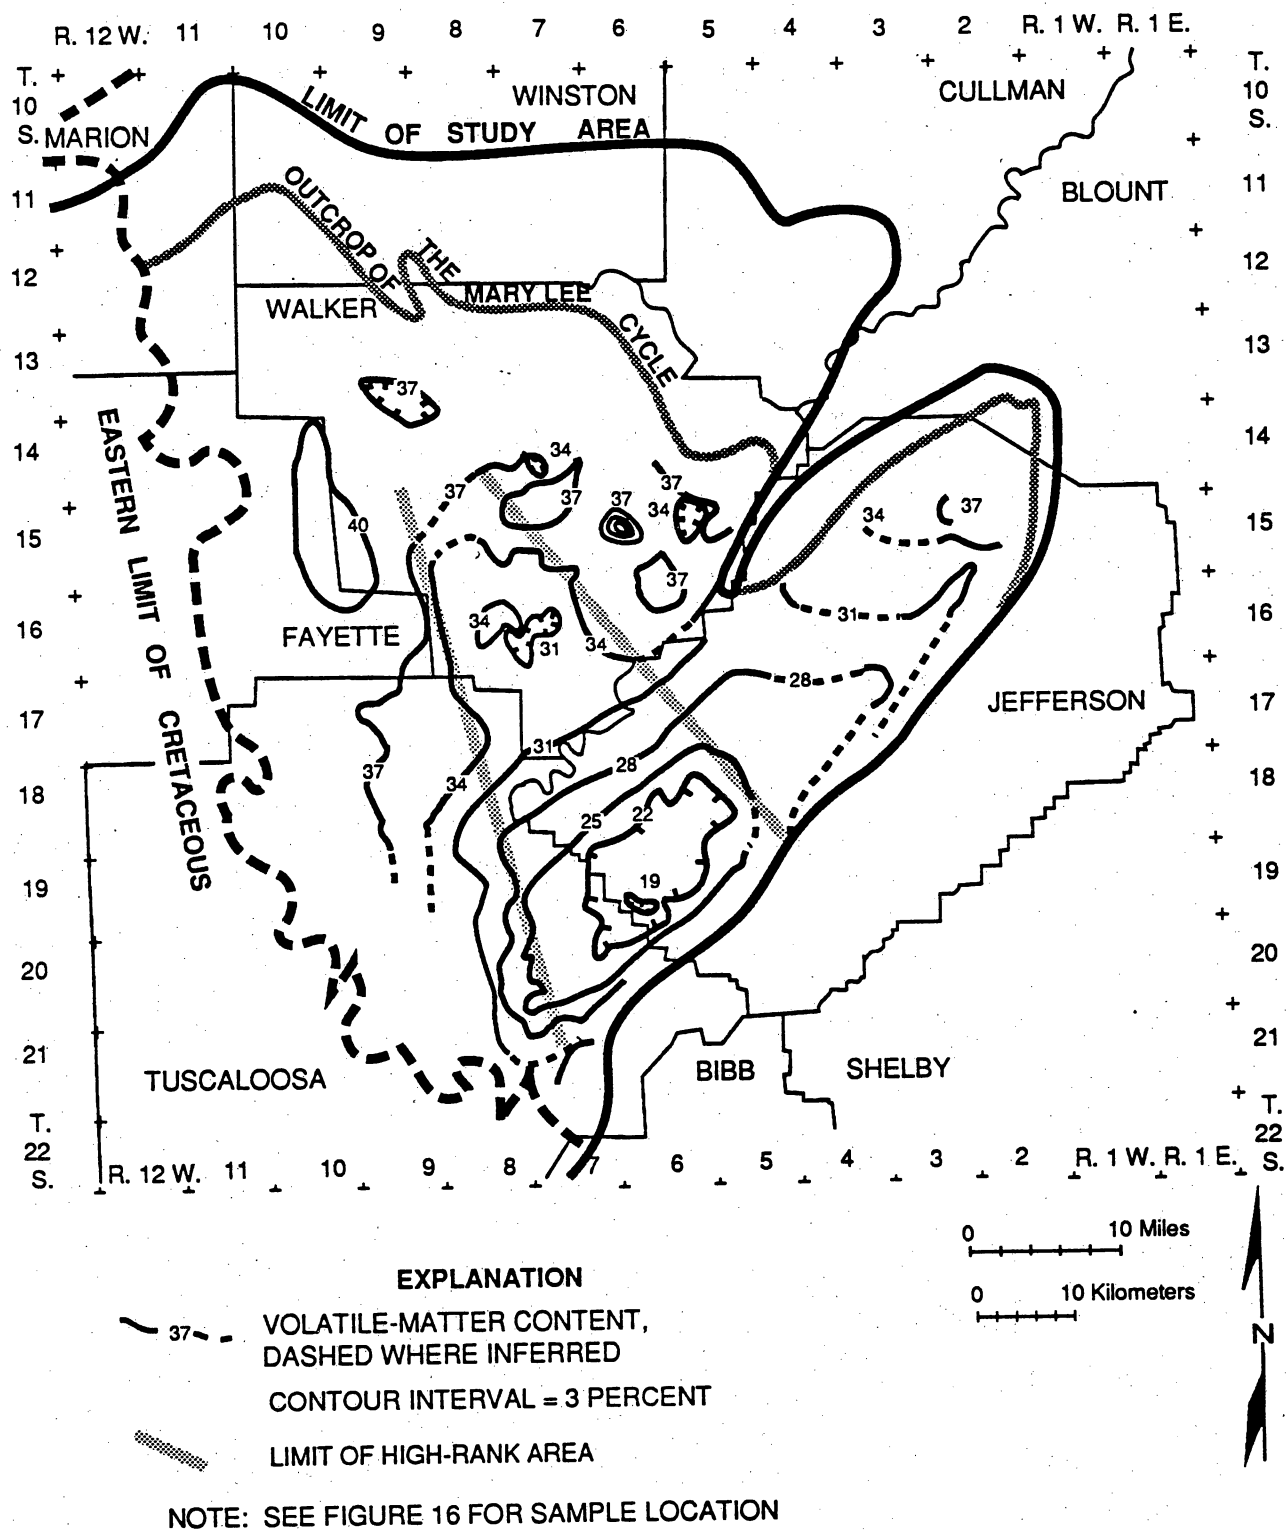 R. 12 W. 11 10 9 8 7 6 5 4 3 2 R. 1 W. R. 1 E.
T.
10
S.
11
12
13
14
15
16
17
18
19
20
21
T.
22
S.
T.
10
S.
11
12
13
14
15
16
17
18
19
20
21
T.
22
S.
MARION
WINSTON
CULLMAN
BLOUNT
LIMIT OF STUDY AREA
OUTCROP OF THE MARY LEE CYCLE
WALKER
EASTERN LIMIT OF CRETACEOUS
FAYETTE
JEFFERSON
TUSCALOOSA
BIBB
SHELBY
37
40
37
34
37
37
37
34
37
34
31
34
34
37
31
28
31
28
37
34
25
22
19
R. 12 W. 11 10 9 8 7 6 5 4 3 2 R. 1 W. R. 1 E.
0 10 Miles
0 10 Kilometers
N
EXPLANATION
37
VOLATILE-MATTER CONTENT,
DASHED WHERE INFERRED
CONTOUR INTERVAL = 3 PERCENT
LIMIT OF HIGH-RANK AREA
NOTE: SEE FIGURE 16 FOR SAMPLE LOCATION